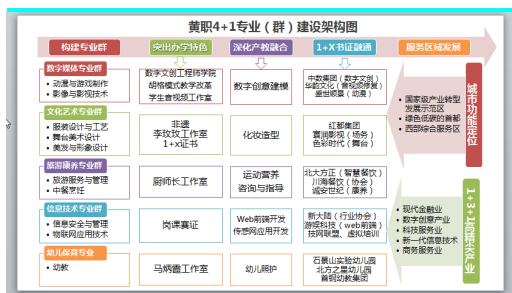 黄职4+1专业（群）建设架构图
构建专业群
突出办学特色
深化产教融合
1+X书证融通
服务区域发展
数字媒体专业群
• 动漫与游戏制作
• 影像与影视技术
数字文创工程师学院
胡格模式教学改革
学生音视频工作室
数字创意建模
中数集团（数字文创）
华韵文化（音视频修复）
盛世顺景（动漫）
文化艺术专业群
• 服装设计与工艺
• 舞台美术设计
• 美发与形象设计
非遗
李玫玫工作室
1+x证书
化妆造型
红都集团
寰润影视（场务）
色彩时代（舞台）
旅游康养专业群
• 旅游服务与管理
• 中餐烹饪
厨师长工作室
运动营养
咨询与指导
北大方正（智慧餐饮）
川海餐饮（协会）
诚安世纪（康养）
信息技术专业群
• 信息安全与管理
• 物联网应用技术
岗课赛证
Web前端开发
传感网应用开发
新大陆（行业协会）
游娱科技（web前端）
技网联盟、虚拟培训
幼儿保育专业
• 幼教
马炳霞工作室
幼儿照护
石景山实验幼儿园
北方之星幼儿园
首钢幼教集团
• 国家级产业转型
发展示范区
• 绿色低碳的首都
• 西部综合服务区
城市功能定位
• 现代金融业
• 数字创意产业
• 科技服务业
• 新一代信息技术
• 商务服务业
1+3+1高精尖产业